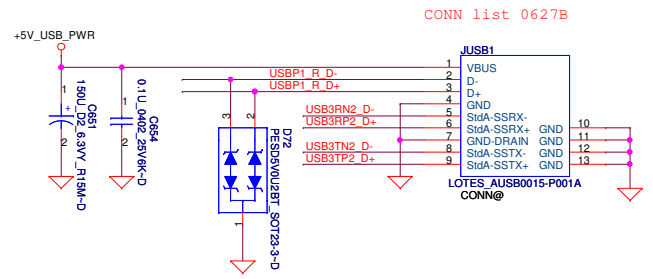 CONN list 0627B
+5V_USB_PWR
JUSB1
1 VBUS
USBP1_R_D- 2 D-
USBP1_R_D+ 3 D+
4 GND
USB3RN2_D- 5 StdA-SSRX-
USB3RP2_D+ 6 StdA-SSRX+ GND 10
7 GND-DRAIN GND 11
USB3TN2_D- 8 StdA-SSTX- GND 12
USB3TP2_D+ 9 StdA-SSTX+ GND 13
LOTES_AUSB0015-P001A
CONN@
1
+
2
C651
150U_D2_6.3VY_R15M~D
1
2
C654
0.1U_0402_25V6K~D
3
2
1
D72
PESD5V0U2BT_SOT23-3~D